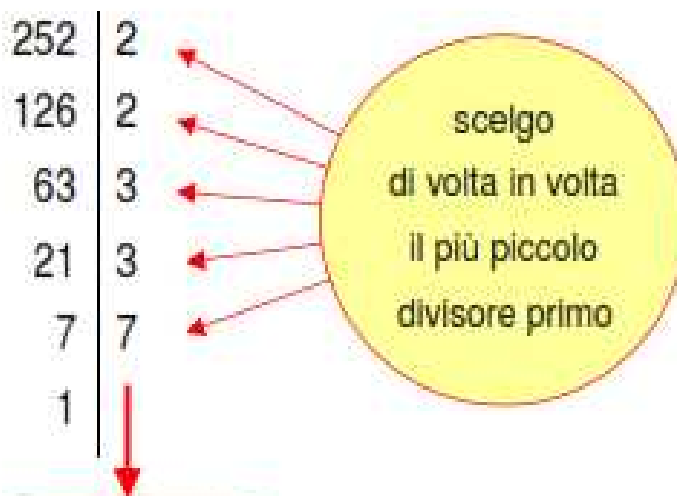 252 2
126 2
63 3
21 3
7 7
1
scelgo
di volta in volta
il più piccolo
divisore primo